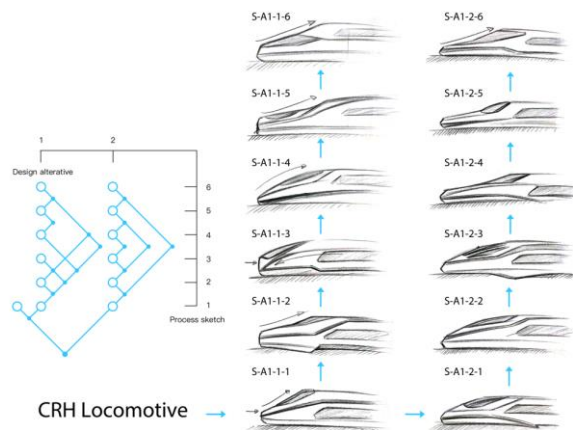 S-A1-1-6
S-A1-2-6
S-A1-1-5
S-A1-2-5
1
2
Design alterative
S-A1-1-4
S-A1-2-4
6
5
4
3
2
1
S-A1-1-3
S-A1-2-3
Process sketch
S-A1-1-2
S-A1-2-2
S-A1-1-1
S-A1-2-1
CRH Locomotive